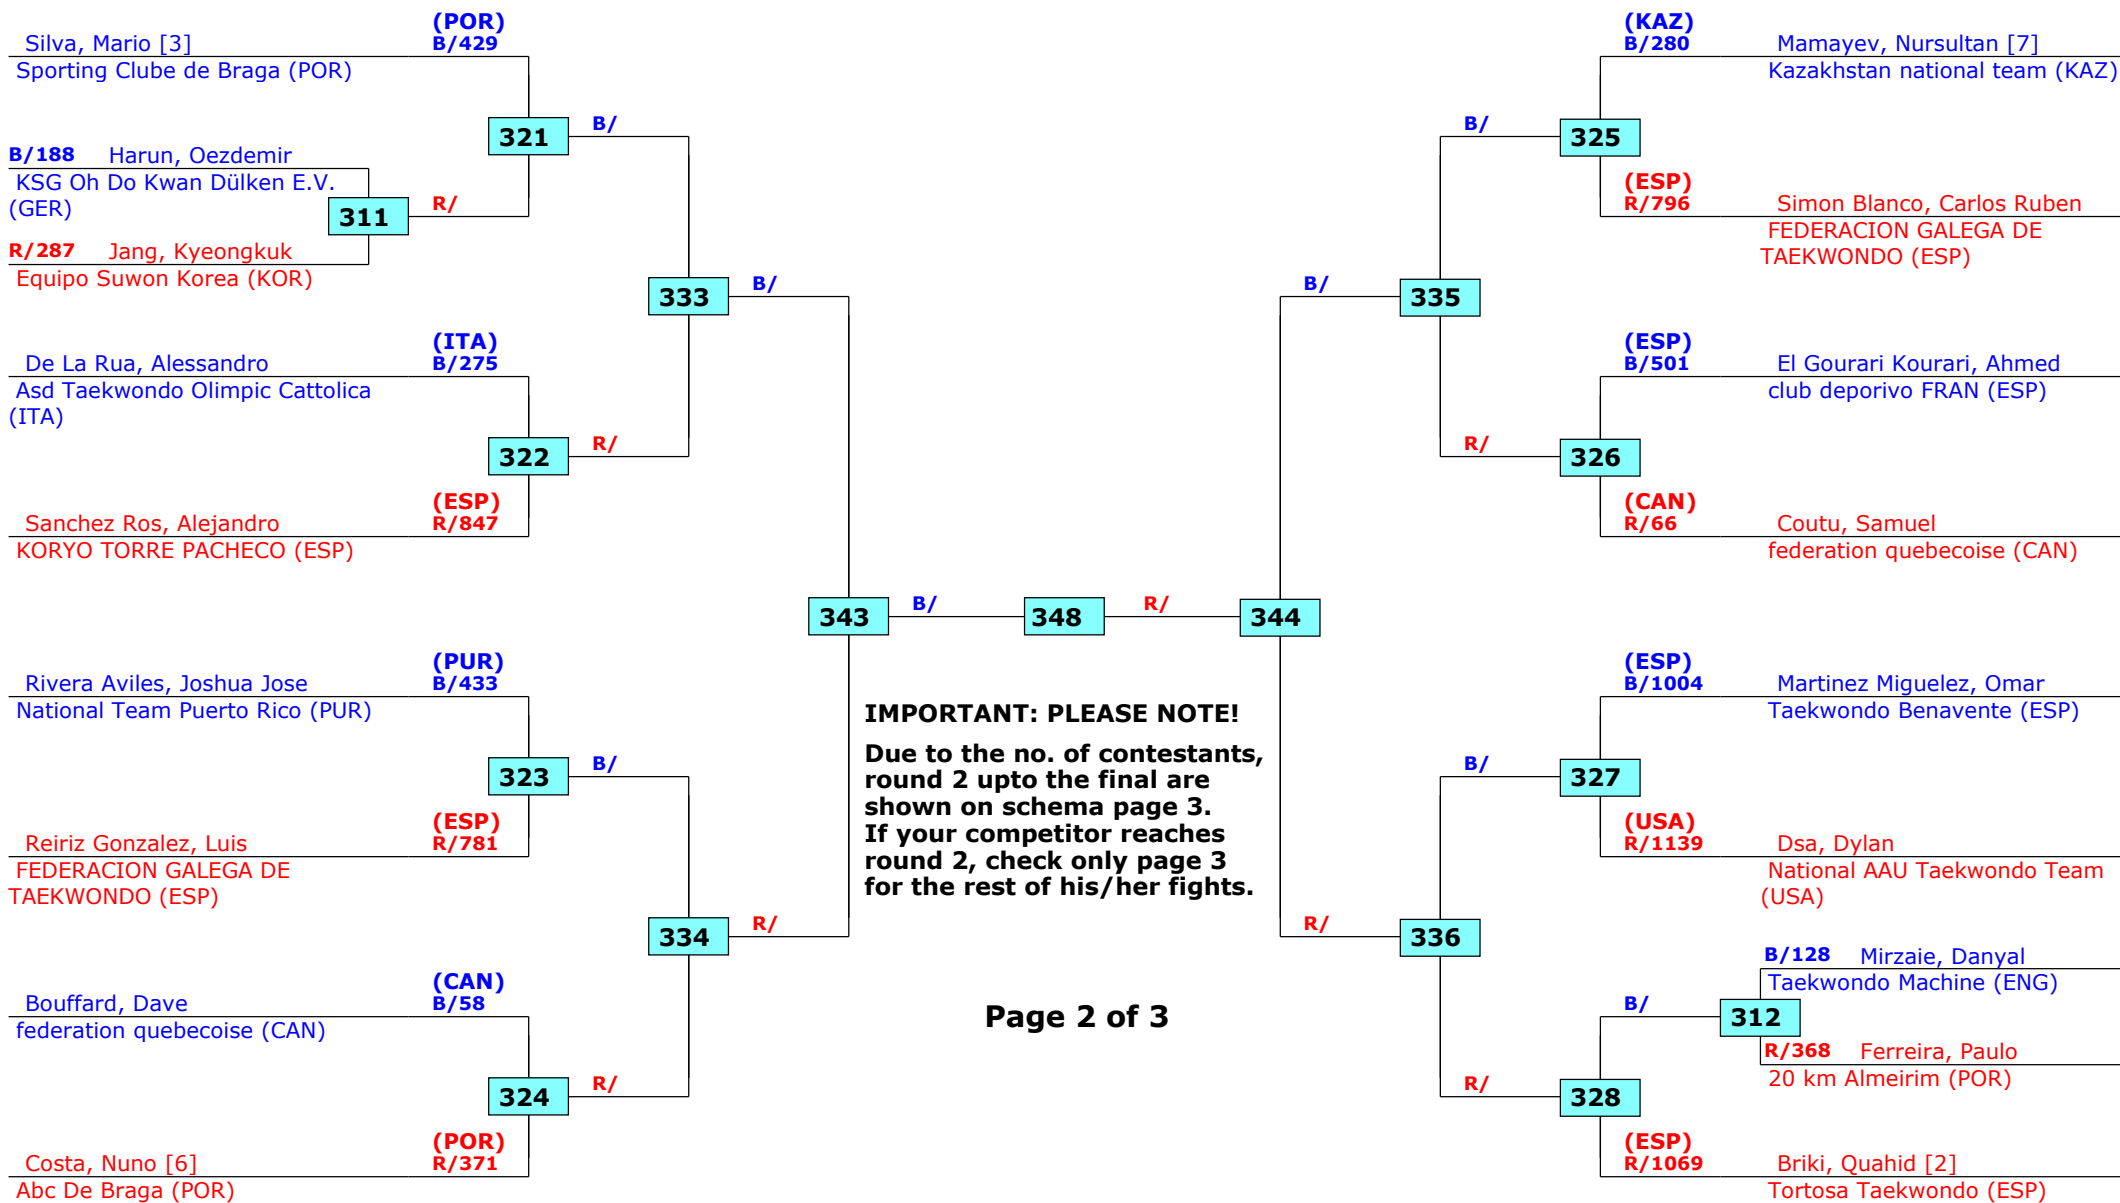 (POR)
Silva, Mario [3] B/429
Sporting Clube de Braga (POR)
321
B/
B/188 Harun, Oezdemir
KSG Oh Do Kwan Dülken E.V.
(GER)
311
R/
R/287 Jang, Kyeongkuk
Equipo Suwon Korea (KOR)
333
B/
(ITA)
De La Rua, Alessandro B/275
Asd Taekwondo Olimpic Cattolica
(ITA)
322
R/
(ESP)
Sanchez Ros, Alejandro R/847
KORYO TORRE PACHECO (ESP)
343
B/
348
R/
344
(PUR)
Rivera Aviles, Joshua Jose B/433
National Team Puerto Rico (PUR)
323
B/
(ESP)
Reiriz Gonzalez, Luis R/781
FEDERACION GALEGA DE
TAEKWONDO (ESP)
334
R/
(CAN)
Bouffard, Dave B/58
federation quebecoise (CAN)
324
R/
(POR)
Costa, Nuno [6] R/371
Abc De Braga (POR)
IMPORTANT: PLEASE NOTE!
Due to the no. of contestants,
round 2 upto the final are
shown on schema page 3.
If your competitor reaches
round 2, check only page 3
for the rest of his/her fights.
Page 2 of 3
(KAZ)
B/280 Mamayev, Nursultan [7]
Kazakhstan national team (KAZ)
B/
325
(ESP)
R/796 Simon Blanco, Carlos Ruben
FEDERACION GALEGA DE
TAEKWONDO (ESP)
B/
335
(ESP)
B/501 El Gourari Kourari, Ahmed
club deporivo FRAN (ESP)
R/
326
(CAN)
R/66 Coutu, Samuel
federation quebecoise (CAN)
(ESP)
B/1004 Martinez Miguelez, Omar
Taekwondo Benavente (ESP)
B/
327
(USA)
R/1139 Dsa, Dylan
National AAU Taekwondo Team
(USA)
R/
336
B/128 Mirzaie, Danyal
Taekwondo Machine (ENG)
B/
312
R/368 Ferreira, Paulo
20 km Almeirim (POR)
R/
328
(ESP)
R/1069 Briki, Quahid [2]
Tortosa Taekwondo (ESP)